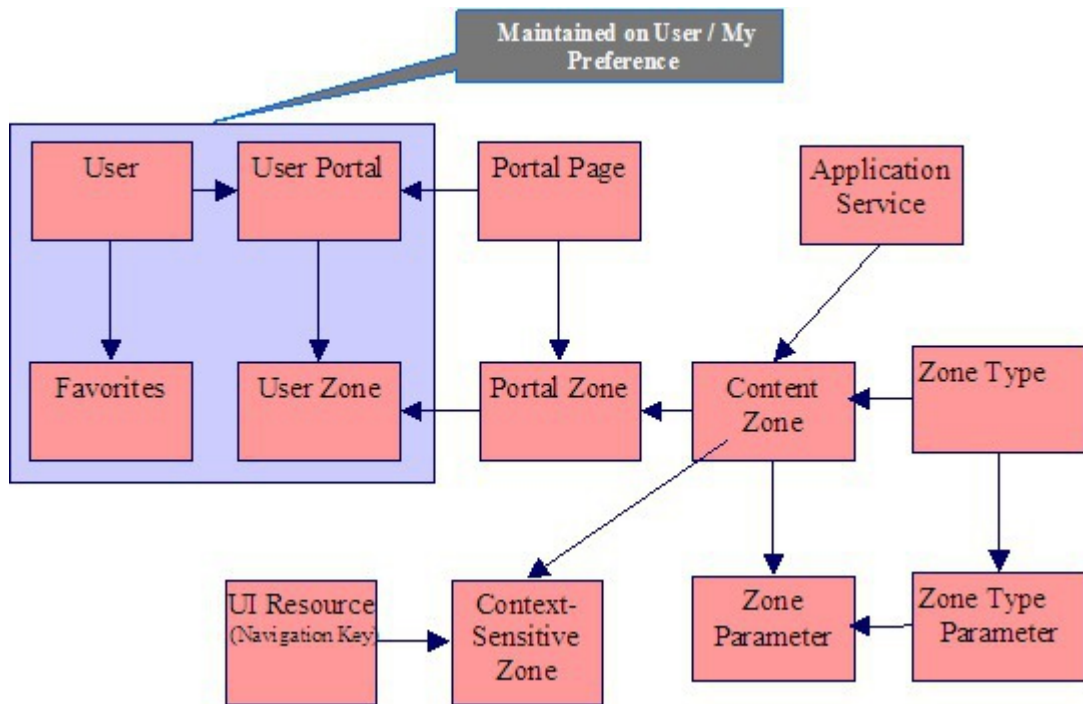 Maintained on User / My
Preference
User
User Portal
Portal Page
Application
Service
Favorites
User Zone
Portal Zone
Content
Zone
Zone Type
UI Resource
(Navigation Key)
Context-
Sensitive
Zone
Zone
Parameter
Zone Type
Parameter